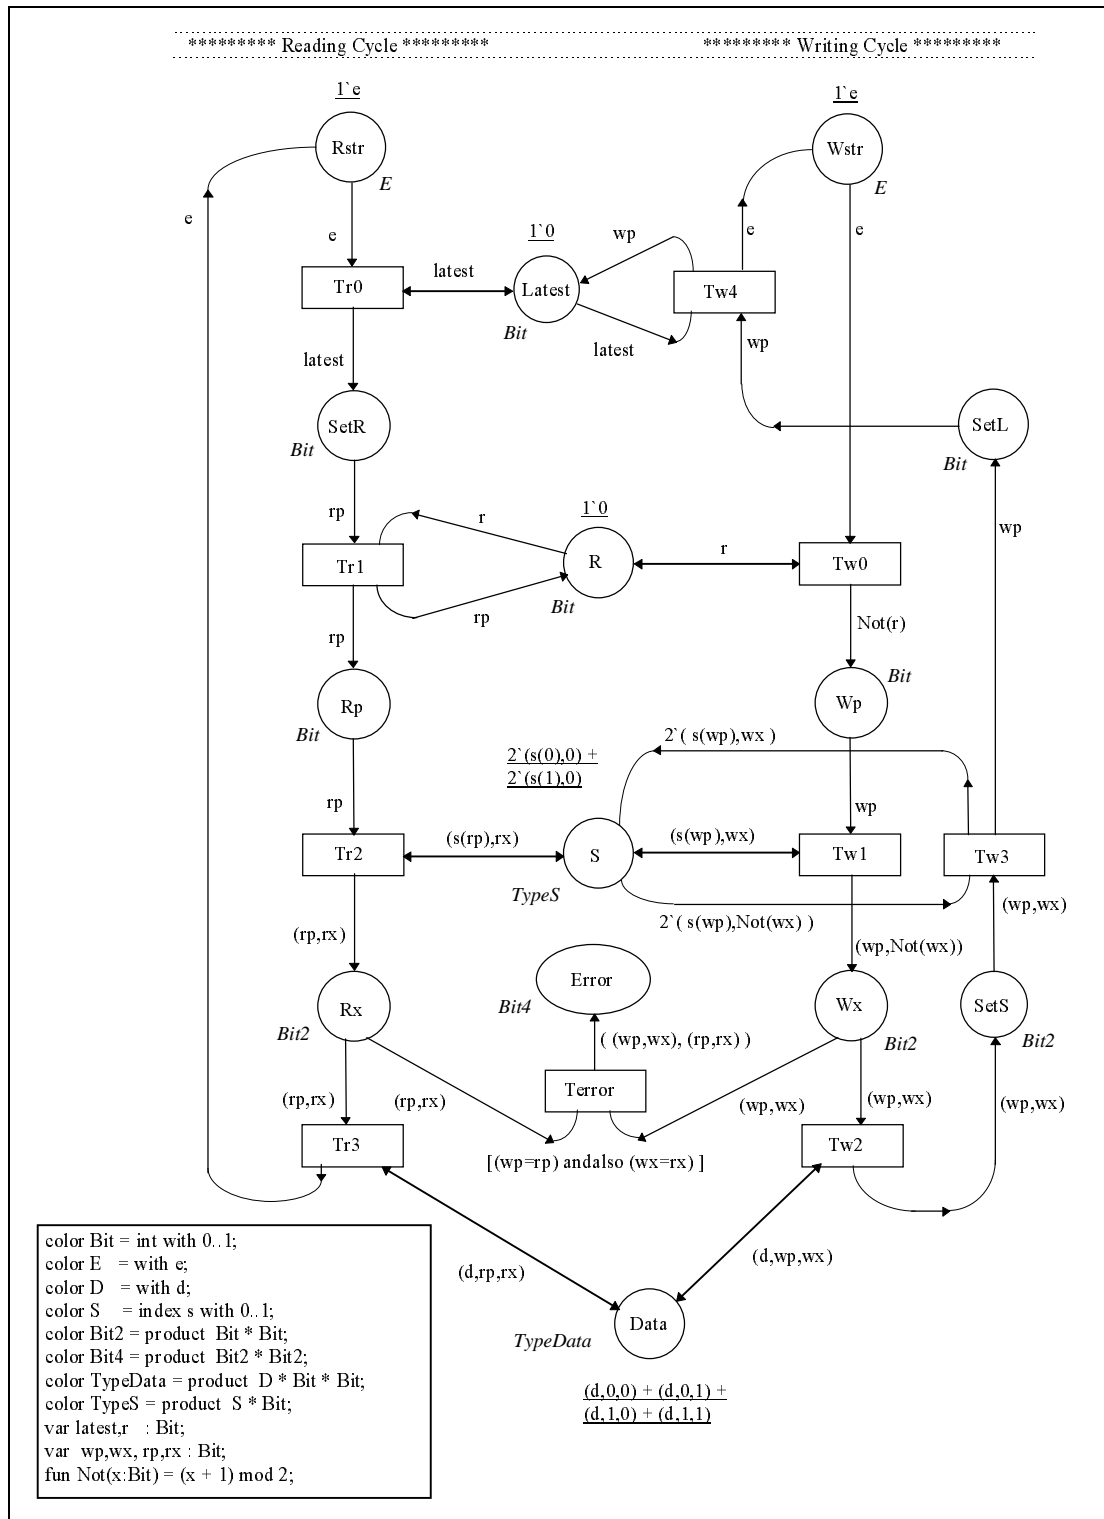 ********* Reading Cycle *********
********* Writing Cycle *********
1`e
1`e
Rstr
Wstr
E
E
e
e
e
e
1`0
wp
latest
Tr0
Latest
Tw4
Bit
latest
latest
wp
SetR
SetL
Bit
Bit
rp
1`0
r
wp
r
Tr1
R
Tw0
Bit
rp
rp
Not(r)
Bit
Rp
Wp
Bit
2`( s(wp),wx )
2`(s(0),0) +
2`(s(1),0)
rp
wp
(s(rp),rx)
(s(wp),wx)
Tr2
S
Tw1
Tw3
TypeS
(wp,wx)
2`( s(wp),Not(wx) )
(rp,rx)
(wp,Not(wx))
Error
Bit4
Rx
Wx
SetS
Bit2
Bit2
Bit2
( (wp,wx), (rp,rx) )
Terror
(rp,rx)
(rp,rx)
(wp,wx)
(wp,wx)
(wp,wx)
Tr3
Tw2
[(wp=rp) andalso (wx=rx) ]
(d,rp,rx)
(d,wp,wx)
Data
TypeData
(d,0,0) + (d,0,1) +
(d,1,0) + (d,1,1)
color Bit = int with 0..1;
color E = with e;
color D = with d;
color S = index s with 0..1;
color Bit2 = product Bit * Bit;
color Bit4 = product Bit2 * Bit2;
color TypeData = product D * Bit * Bit;
color TypeS = product S * Bit;
var latest,r : Bit;
var wp,wx, rp,rx : Bit;
fun Not(x:Bit) = (x + 1) mod 2;